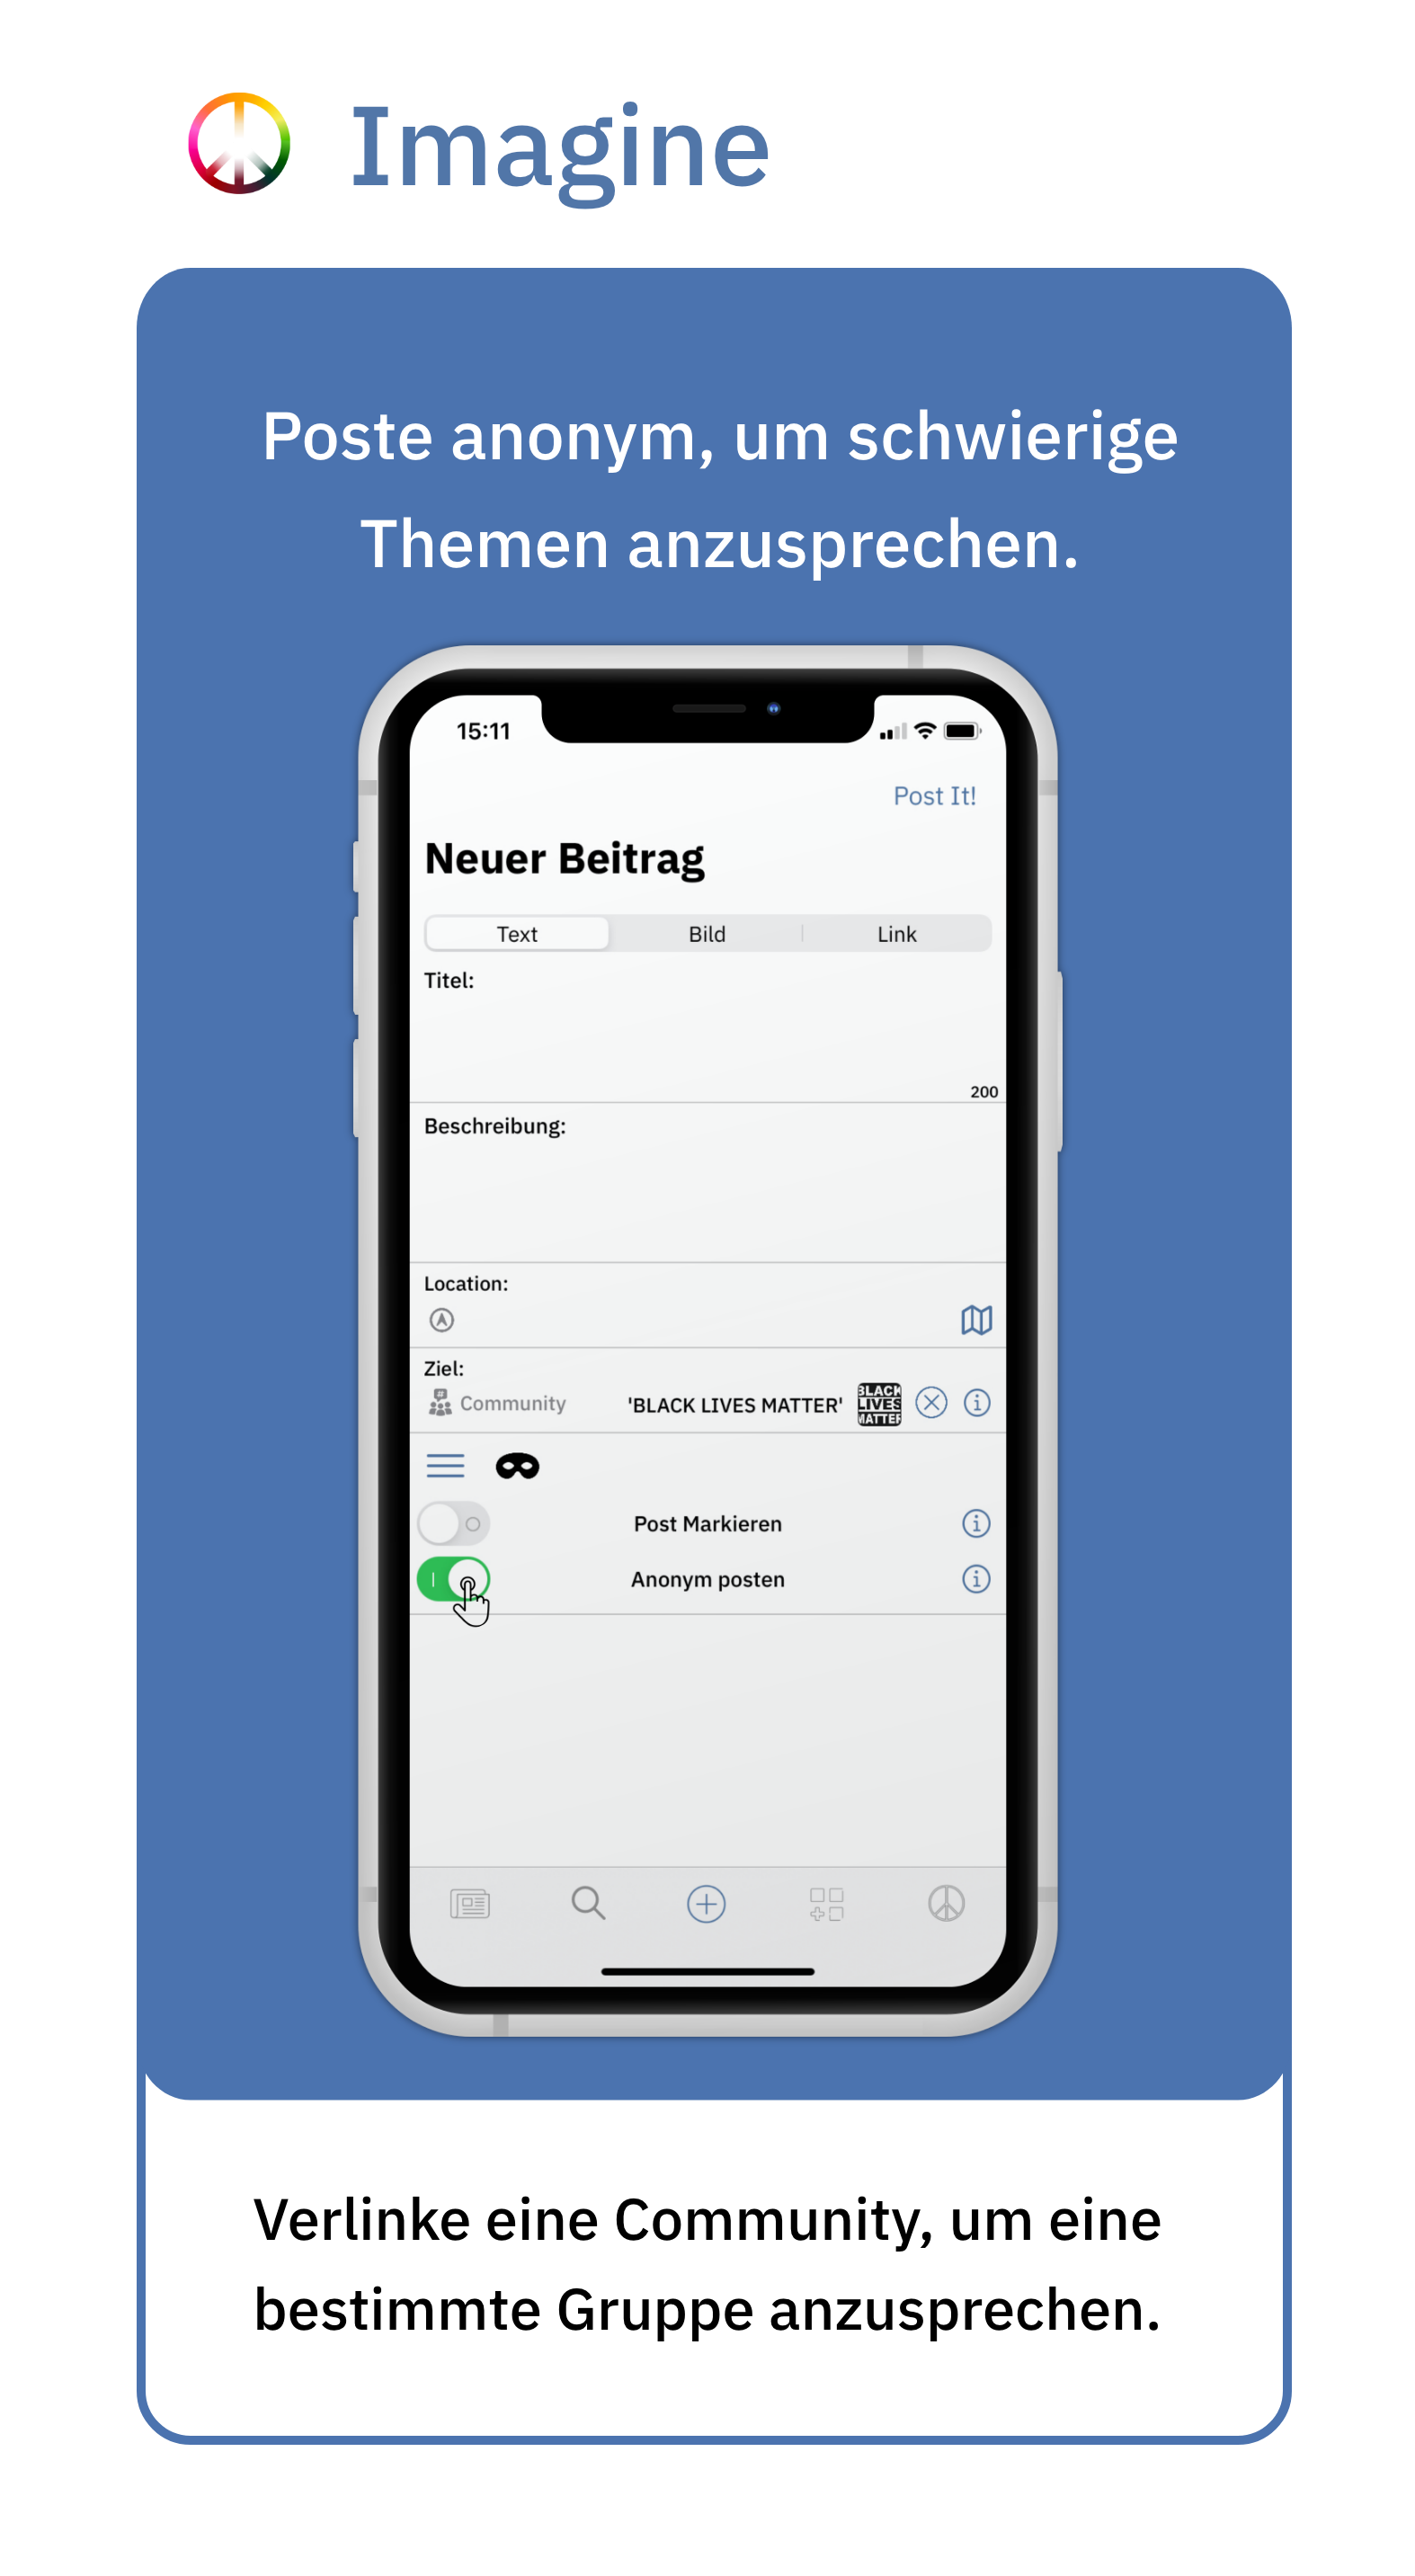 Imagine
Poste anonym, um schwierige
Themen anzusprechen.
15:11
Post It!
Neuer Beitrag
Text Bild Link
Titel:
200
Beschreibung:
Location:
Ziel:
Community 'BLACK LIVES MATTER' BLACK
LIVES
MATTER
Post Markieren
Anonym posten
Verlinke eine Community, um eine
bestimmte Gruppe anzusprechen.